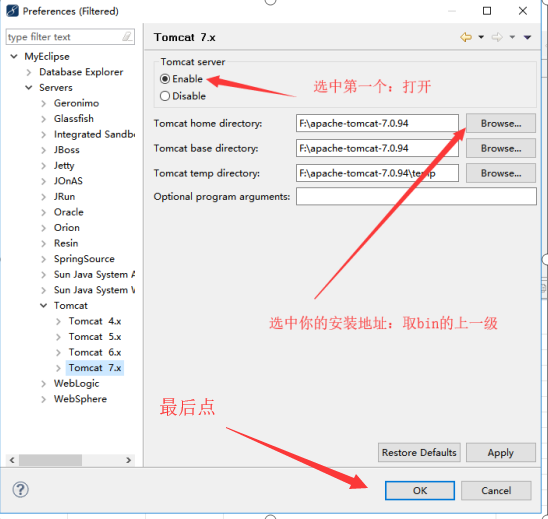 Preferences (Filtered)
type filter text
Tomcat 7.x
MyEclipse
Database Explorer
Servers
Geronimo
Glassfish
Integrated Sandbo
JBoss
Jetty
JOnAS
JRun
Oracle
Orion
Resin
SpringSource
Sun Java System A
Sun Java System W
Tomcat
Tomcat 4.x
Tomcat 5.x
Tomcat 6.x
Tomcat 7.x
WebLogic
WebSphere
Tomcat server
Enable
选中第一个：打开
Disable
Tomcat home directory:
F:\apache-tomcat-7.0.94
Browse...
Tomcat base directory:
F:\apache-tomcat-7.0.94
Browse...
Tomcat temp directory:
F:\apache-tomcat-7.0.94\temp
Browse...
Optional program arguments:
选中你的安装地址：取bin的上一级
最后点
Restore Defaults
Apply
OK
Cancel